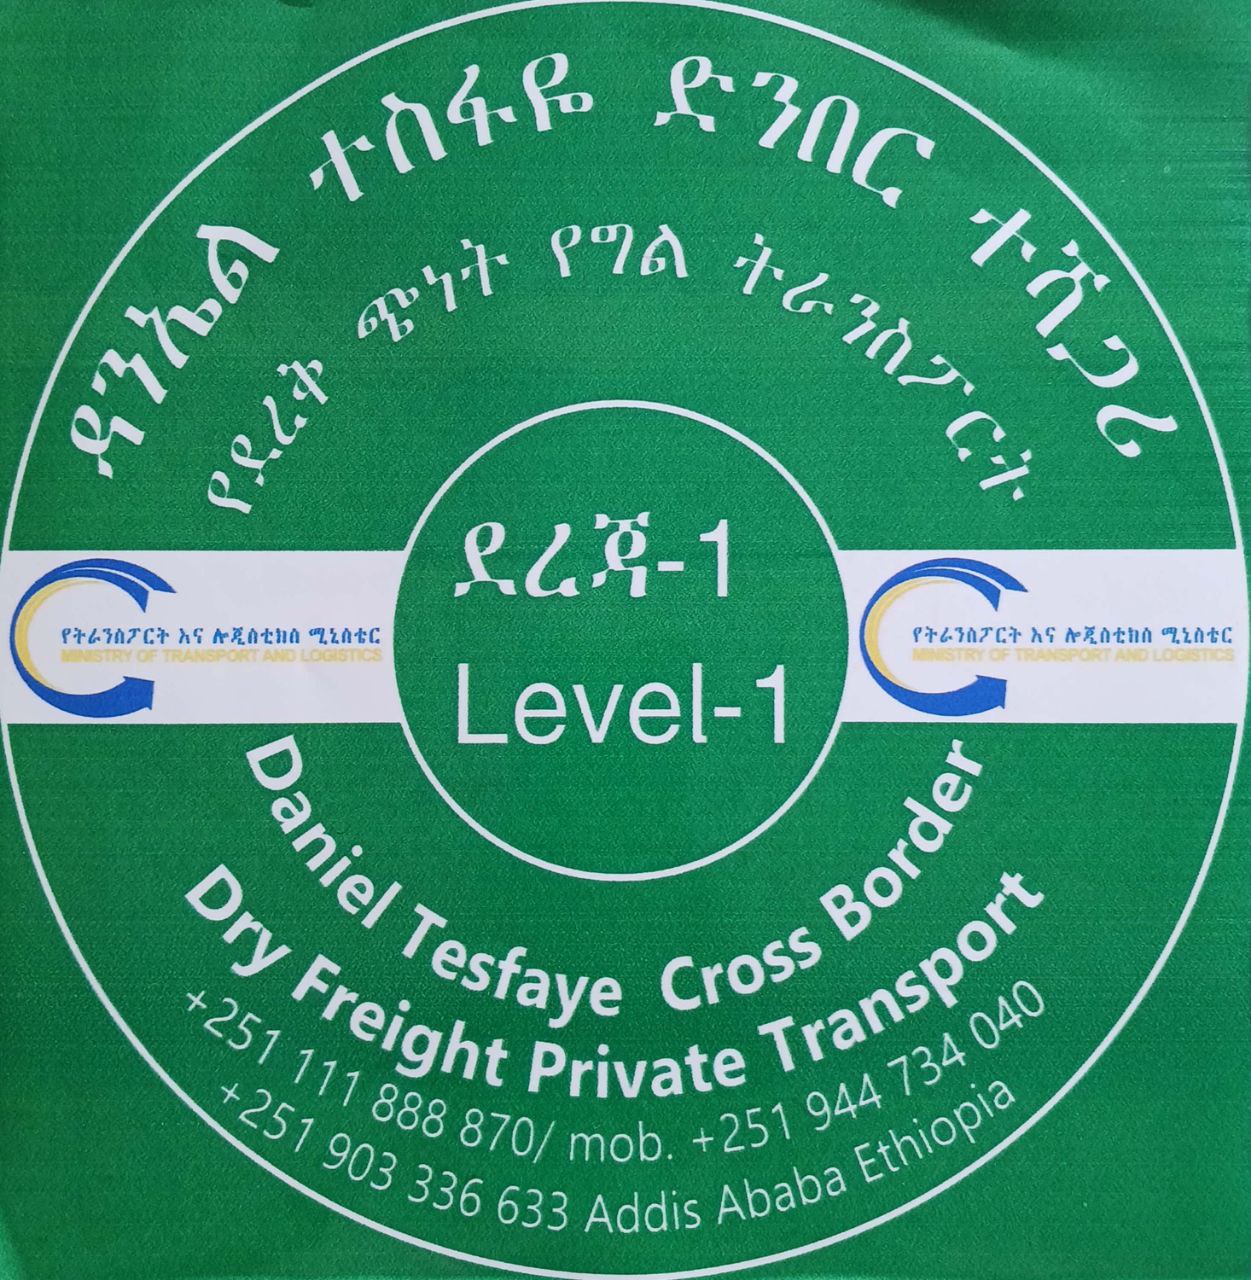 ዳንኤል ተስፋዬ ድንበር ተሻጋሪ
የደረቅ ጭነት የግል ትራንስፖርት
ደረጃ-1
Level-1
የትራንስፖርት እና ሎጂስቲክስ ሚኒስቴር
MINISTRY OF TRANSPORT AND LOGISTICS
የትራንስፖርት እና ሎጂስቲክስ ሚኒስቴር
MINISTRY OF TRANSPORT AND LOGISTICS
Daniel Tesfaye Cross Border
Dry Freight Private Transport
+251 111 888 870/ mob. +251 944 734 040
+251 903 336 633 Addis Ababa Ethiopia